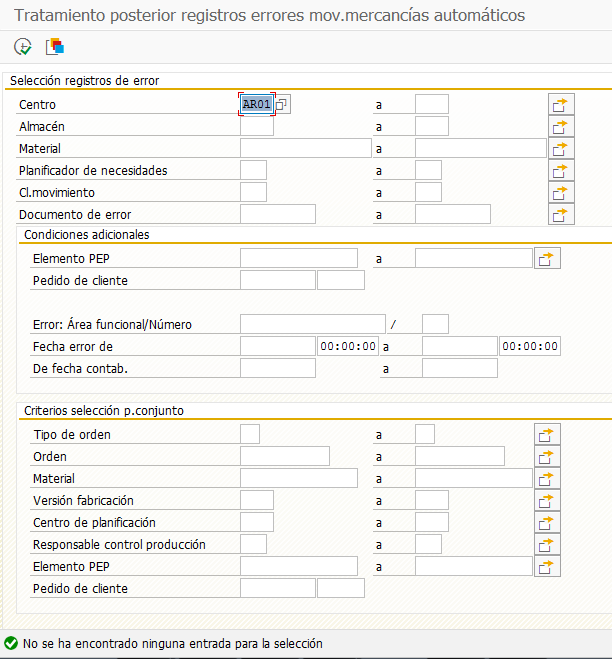 Tratamiento posterior registros errores mov.mercancías automáticos
Selección registros de error
Centro AR01 a
Almacén a
Material a
Planificador de necesidades a
Cl.movimiento a
Documento de error a
Condiciones adicionales
Elemento PEP a
Pedido de cliente
Error: Área funcional/Número /
Fecha error de 00:00:00 a 00:00:00
De fecha contab. a
Criterios selección p.conjunto
Tipo de orden a
Orden a
Material a
Versión fabricación a
Centro de planificación a
Responsable control producción a
Elemento PEP a
Pedido de cliente
No se ha encontrado ninguna entrada para la selección